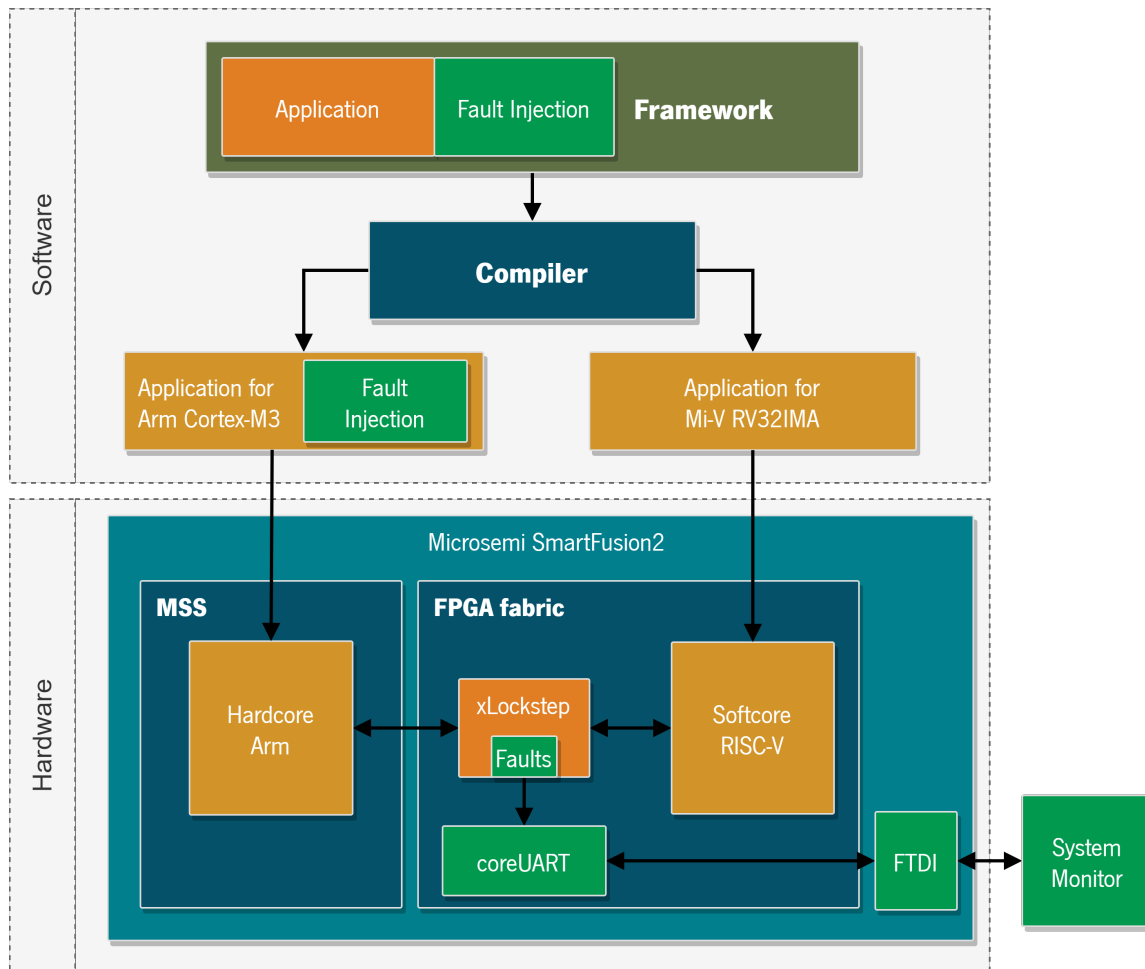 Software
Application
Fault Injection
Framework
Compiler
Application for
Arm Cortex-M3
Fault
Injection
Application for
Mi-V RV32IMA
Hardware
Microsemi SmartFusion2
MSS
FPGA fabric
Hardcore
Arm
xLockstep
Faults
Softcore
RISC-V
coreUART
FTDI
System
Monitor